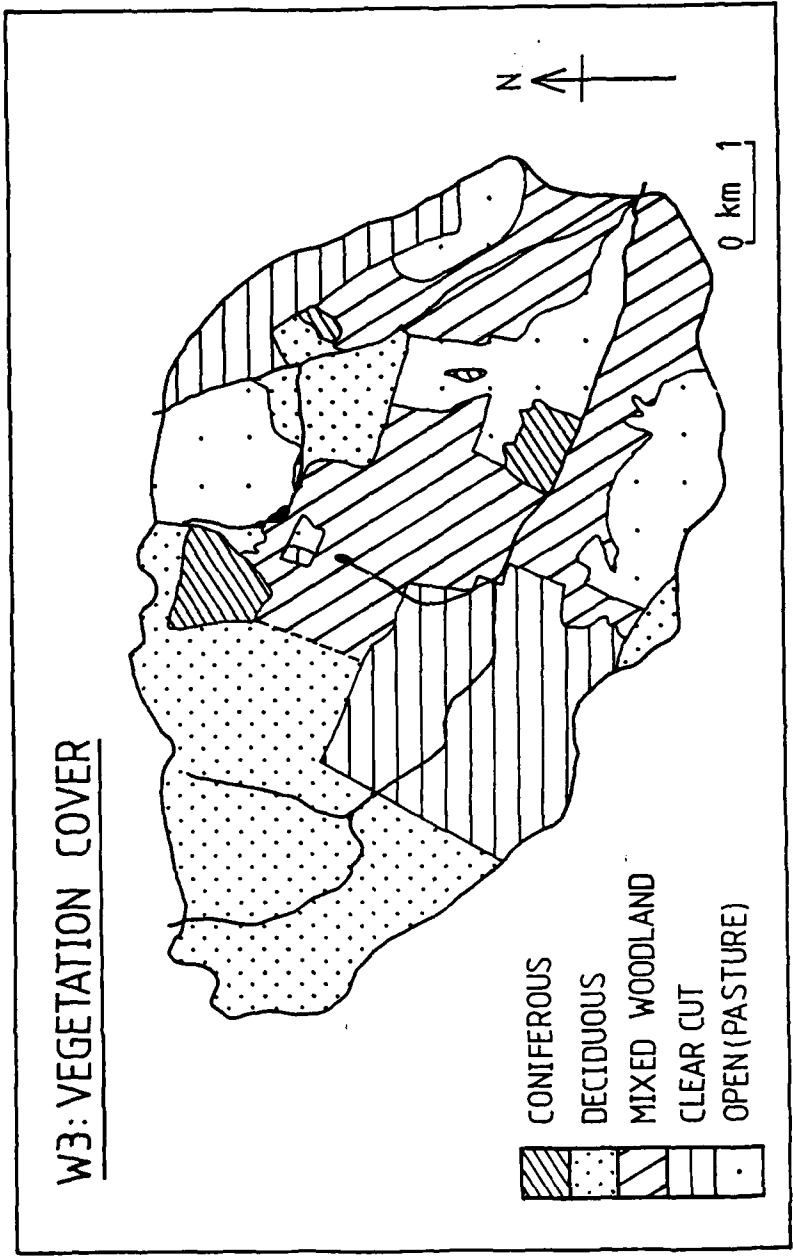 W3: VEGETATION COVER
N
0 km 1
CONIFEROUS
DECIDUOUS
MIXED WOODLAND
CLEAR CUT
OPEN(PASTURE)